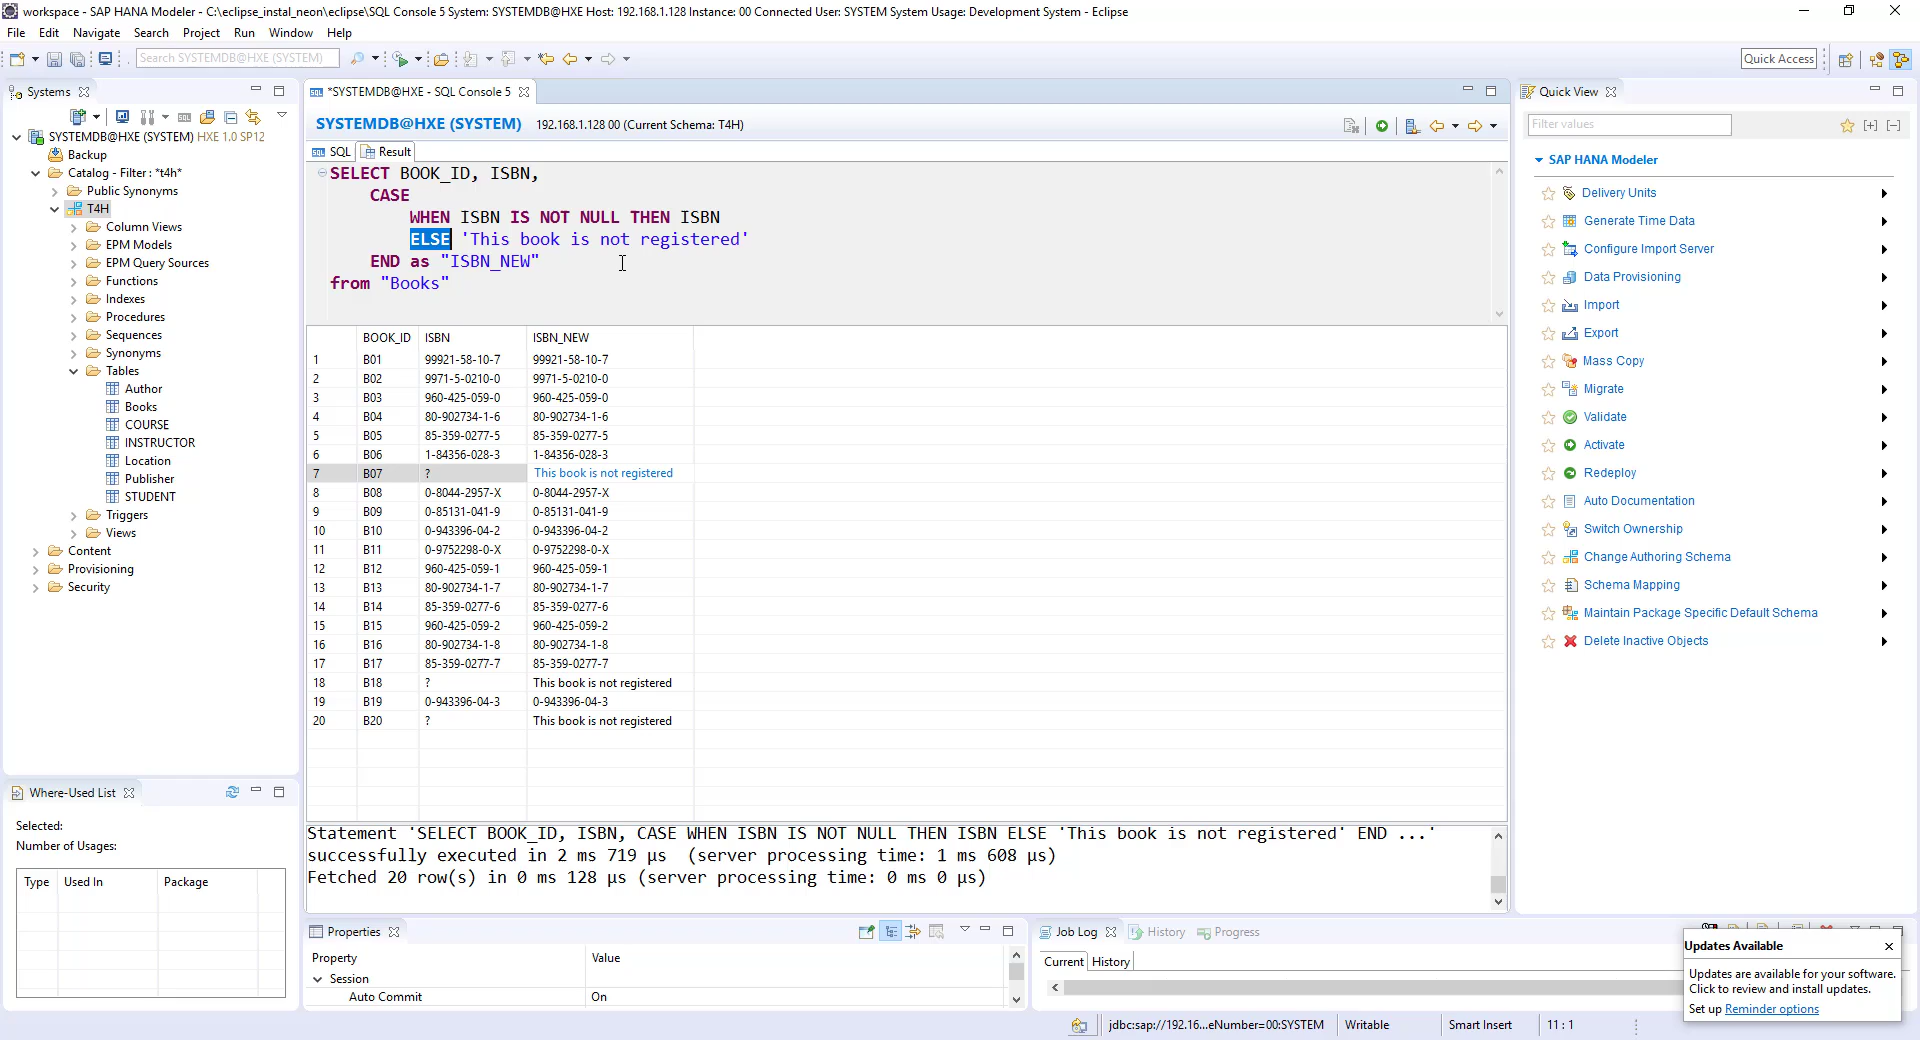 workspace - SAP HANA Modeler - C:\eclipse_instal_neon\eclipse\SQL Console 5 System: SYSTEMDB@HXE Host: 192.168.1.128 Instance: 00 Connected User: SYSTEM System Usage: Development System - Eclipse
File Edit Navigate Search Project Run Window Help
Search SYSTEMDB@HXE (SYSTEM)
Quick Access
Systems
SYSTEMDB@HXE (SYSTEM) HXE 1.0 SP12
Backup
Catalog - Filter : *t4h*
Public Synonyms
T4H
Column Views
EPM Models
EPM Query Sources
Functions
Indexes
Procedures
Sequences
Synonyms
Tables
Author
Books
COURSE
INSTRUCTOR
Location
Publisher
STUDENT
Triggers
Views
Content
Provisioning
Security
Where-Used List
Selected:
Number of Usages:
Type Used In Package
*SYSTEMDB@HXE - SQL Console 5
SYSTEMDB@HXE (SYSTEM) 192.168.1.128 00 (Current Schema: T4H)
SQL Result
SELECT BOOK_ID, ISBN,
CASE
WHEN ISBN IS NOT NULL THEN ISBN
ELSE 'This book is not registered'
END as "ISBN_NEW"
from "Books"
BOOK_ID ISBN ISBN_NEW
1 B01 99921-58-10-7 99921-58-10-7
2 B02 9971-5-0210-0 9971-5-0210-0
3 B03 960-425-059-0 960-425-059-0
4 B04 80-902734-1-6 80-902734-1-6
5 B05 85-359-0277-5 85-359-0277-5
6 B06 1-84356-028-3 1-84356-028-3
7 B07 ? This book is not registered
8 B08 0-8044-2957-X 0-8044-2957-X
9 B09 0-85131-041-9 0-85131-041-9
10 B10 0-943396-04-2 0-943396-04-2
11 B11 0-9752298-0-X 0-9752298-0-X
12 B12 960-425-059-1 960-425-059-1
13 B13 80-902734-1-7 80-902734-1-7
14 B14 85-359-0277-6 85-359-0277-6
15 B15 960-425-059-2 960-425-059-2
16 B16 80-902734-1-8 80-902734-1-8
17 B17 85-359-0277-7 85-359-0277-7
18 B18 ? This book is not registered
19 B19 0-943396-04-3 0-943396-04-3
20 B20 ? This book is not registered
Statement 'SELECT BOOK_ID, ISBN, CASE WHEN ISBN IS NOT NULL THEN ISBN ELSE 'This book is not registered' END ...'
successfully executed in 2 ms 719 µs (server processing time: 1 ms 608 µs)
Fetched 20 row(s) in 0 ms 128 µs (server processing time: 0 ms 0 µs)
Properties
Property Value
Session
Auto Commit On
Job Log History Progress
Current History
Quick View
Filter values
SAP HANA Modeler
Delivery Units
Generate Time Data
Configure Import Server
Data Provisioning
Import
Export
Mass Copy
Migrate
Validate
Activate
Redeploy
Auto Documentation
Switch Ownership
Change Authoring Schema
Schema Mapping
Maintain Package Specific Default Schema
Delete Inactive Objects
Updates Available
Updates are available for your software.
Click to review and install updates.
Set up Reminder options
jdbc:sap://192.16...eNumber=00:SYSTEM Writable Smart Insert 11 : 1